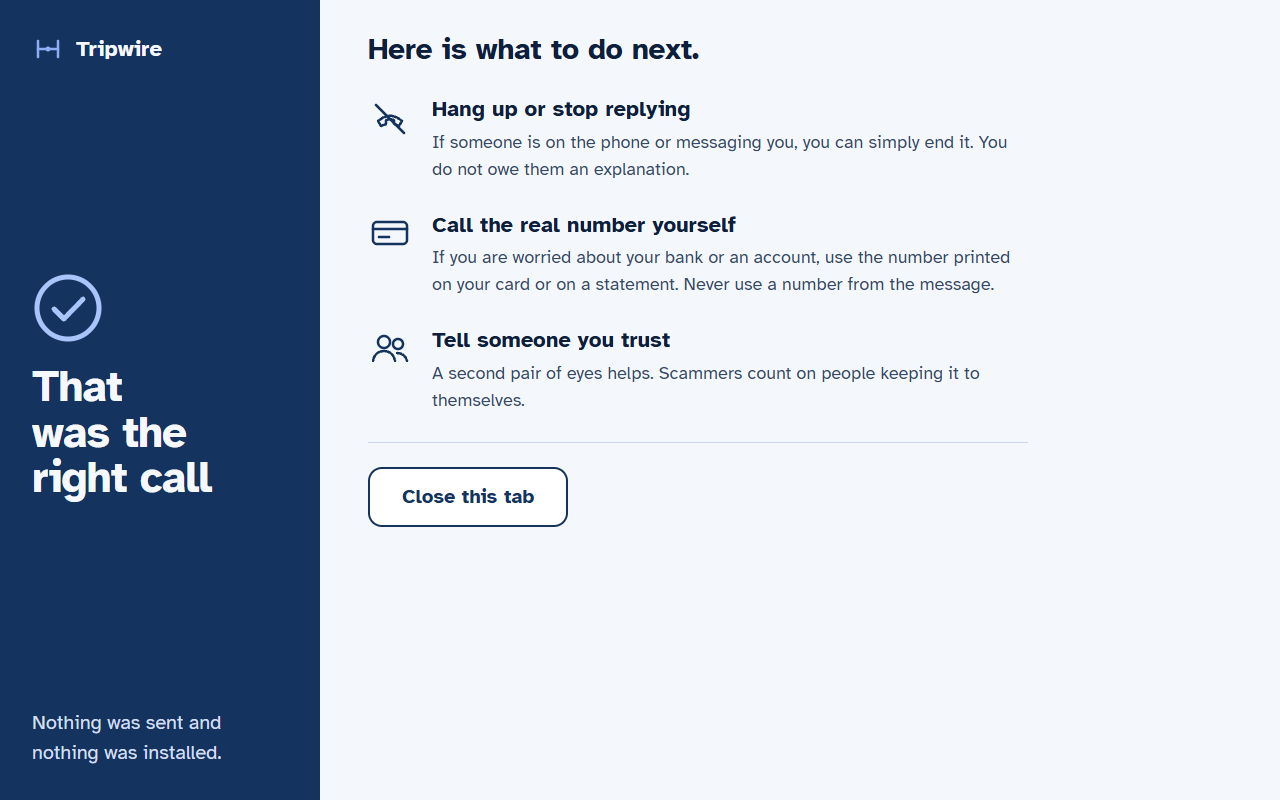 Tripwire
That
was the
right call
Nothing was sent and
nothing was installed.
Here is what to do next.
Hang up or stop replying
If someone is on the phone or messaging you, you can simply end it. You
do not owe them an explanation.
Call the real number yourself
If you are worried about your bank or an account, use the number printed
on your card or on a statement. Never use a number from the message.
Tell someone you trust
A second pair of eyes helps. Scammers count on people keeping it to
themselves.
Close this tab